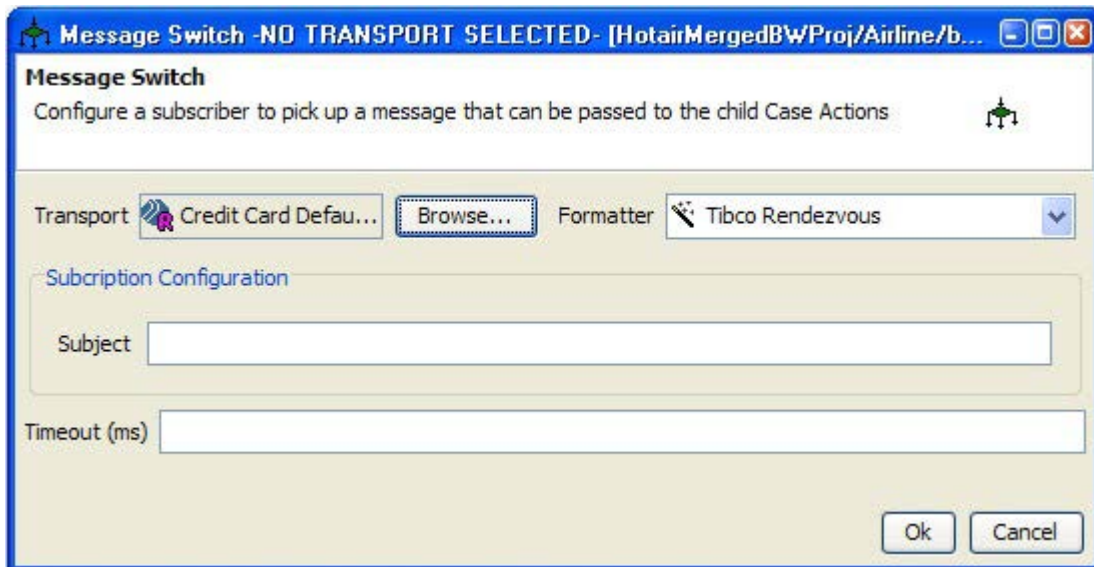 Message Switch -NO TRANSPORT SELECTED- [HotairMergedBWProj/Airline/b...
Message Switch
Configure a subscriber to pick up a message that can be passed to the child Case Actions
Transport Credit Card Defau... Browse... Formatter Tibco Rendezvous
Subcription Configuration
Subject
Timeout (ms)
Ok Cancel